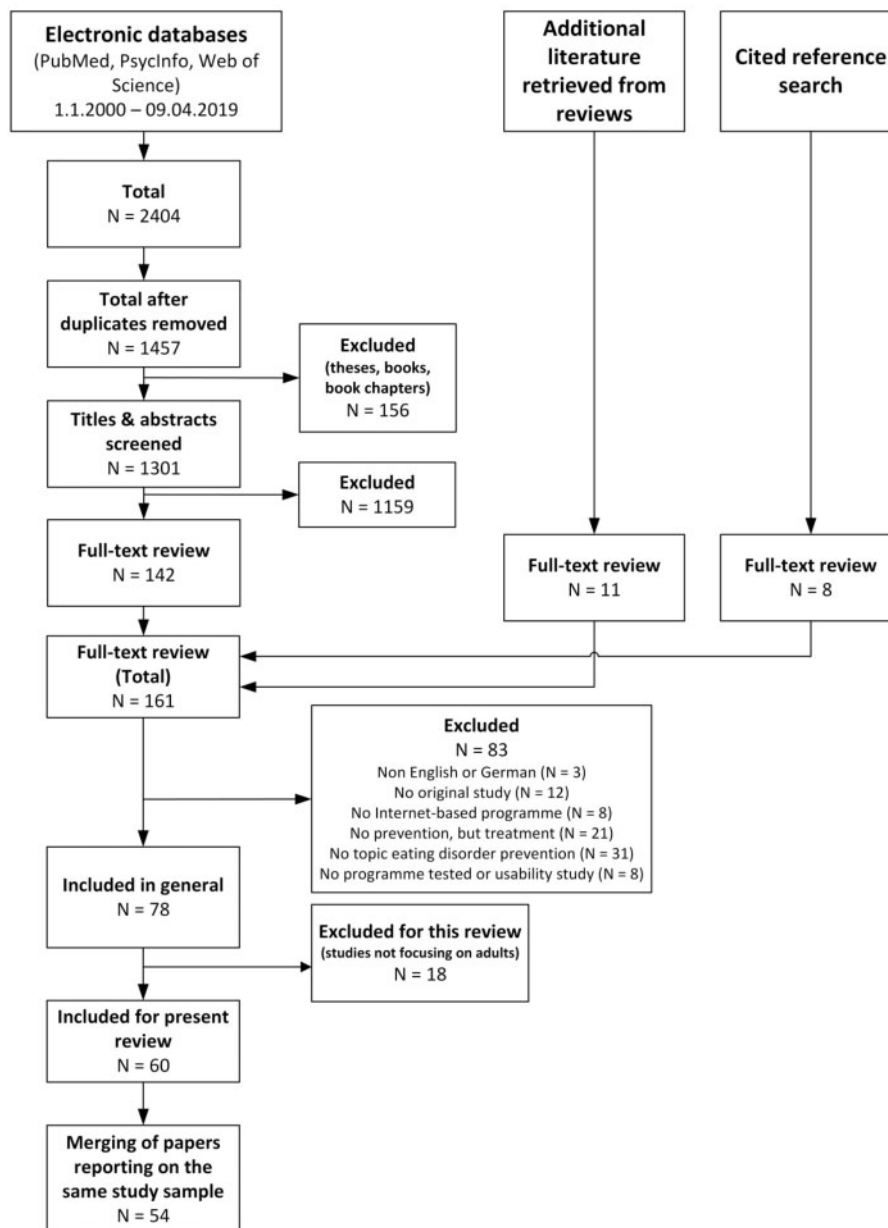 Electronic databases
(PubMed, PsycInfo, Web of
Science)
1.1.2000 – 09.04.2019
Additional
literature
retrieved from
reviews
Cited reference
search
Total
N = 2404
Total after
duplicates removed
N = 1457
Excluded
(theses, books,
book chapters)
N = 156
Titles & abstracts
screened
N = 1301
Excluded
N = 1159
Full-text review
N = 142
Full-text review
N = 11
Full-text review
N = 8
Full-text review
(Total)
N = 161
Excluded
N = 83
Non English or German (N = 3)
No original study (N = 12)
No Internet-based programme (N = 8)
No prevention, but treatment (N = 21)
No topic eating disorder prevention (N = 31)
No programme tested or usability study (N = 8)
Included in general
N = 78
Excluded for this review
(studies not focusing on adults)
N = 18
Included for present
review
N = 60
Merging of papers
reporting on the
same study sample
N = 54